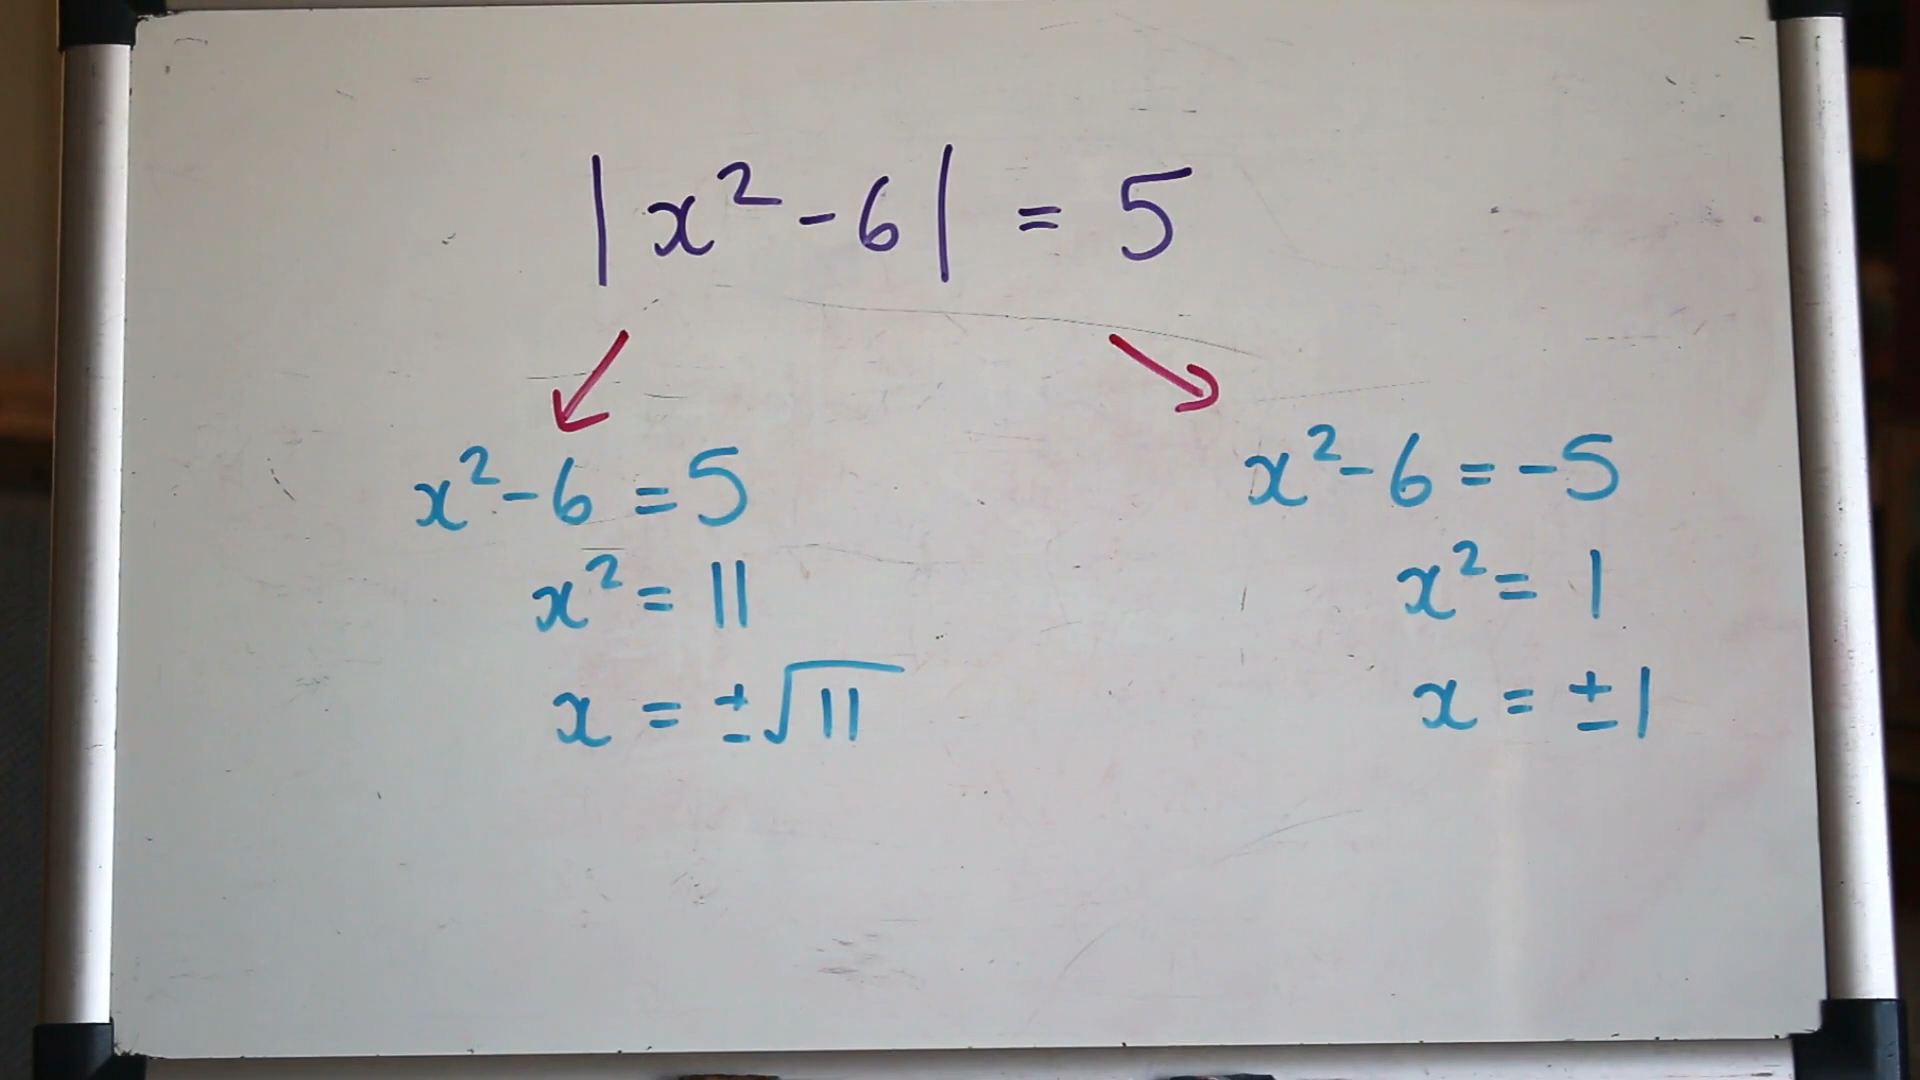 |x²-6| = 5
x²-6=5
x²=11
x=±√11
x²-6=-5
x²=1
x=±1